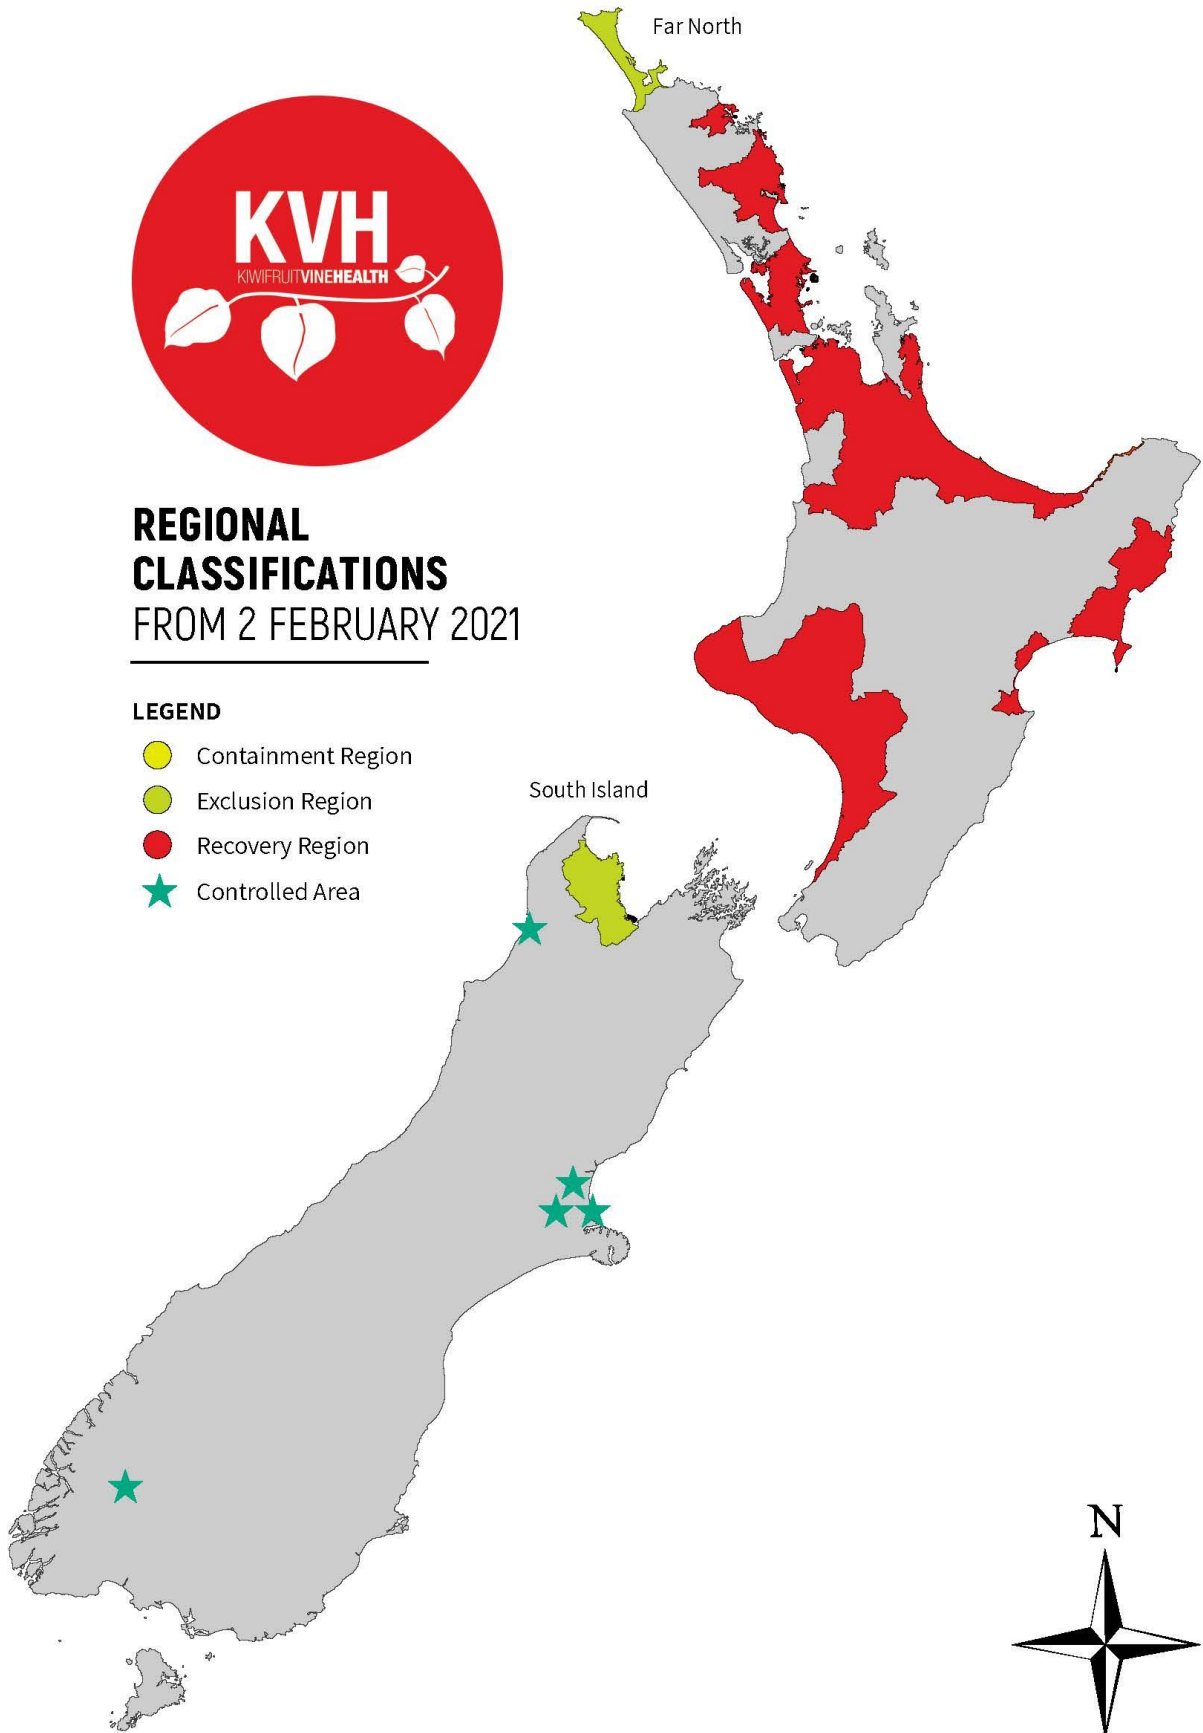 Far North
KVH
KIWIFRUITVINEHEALTH
REGIONAL
CLASSIFICATIONS
FROM 2 FEBRUARY 2021
LEGEND
Containment Region
Exclusion Region
Recovery Region
Controlled Area
South Island
N